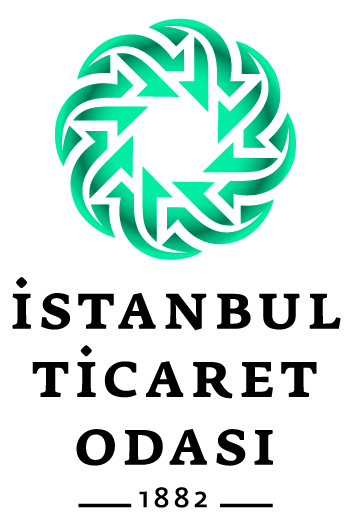 İSTANBUL
TİCARET
ODASI
1882